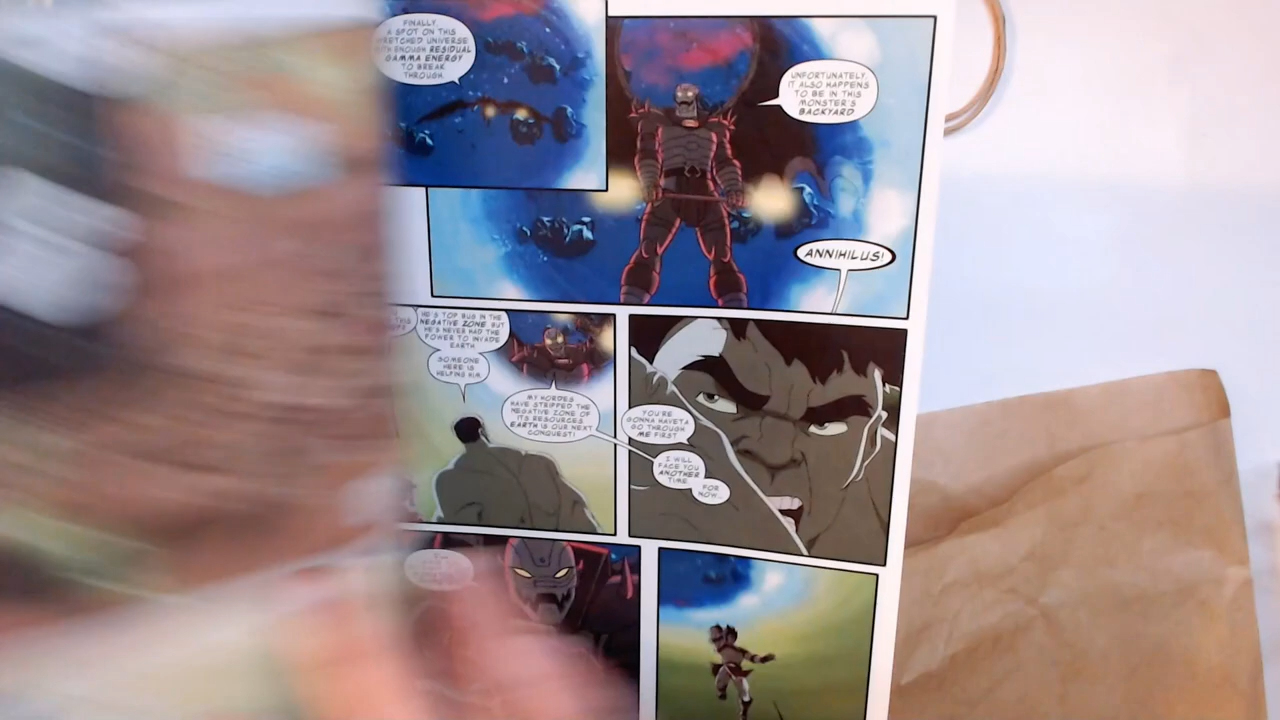 FINALLY,
A SPOT ON THIS
WRETCHED UNIVERSE
WITH ENOUGH RESIDUAL
GAMMA ENERGY
TO BREAK
THROUGH.
UNFORTUNATELY,
IT ALSO HAPPENS
TO BE IN THIS
MONSTER'S
BACKYARD
ANNIHILUS!
THIS
HE'S TOP BUG IN THE
NEGATIVE ZONE BUT
HE'S NEVER HAD THE
POWER TO INVADE
EARTH
SOMEONE
HERE IS
HELPING HIM.
MY HORDES
HAVE STRIPPED THE
NEGATIVE ZONE OF
ITS RESOURCES
EARTH IS OUR NEXT
CONQUEST!
YOU'RE
GONNA HAVETA
GO THROUGH
ME FIRST
I WILL
FACE YOU
ANOTHER
TIME.
FOR
NOW...